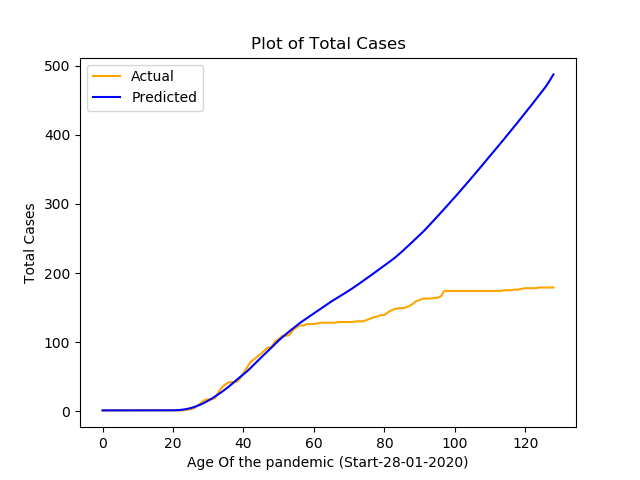 Plot of Total Cases
Actual
Predicted
500
400
300
200
100
0
Total Cases
0 20 40 60 80 100 120
Age Of the pandemic (Start-28-01-2020)